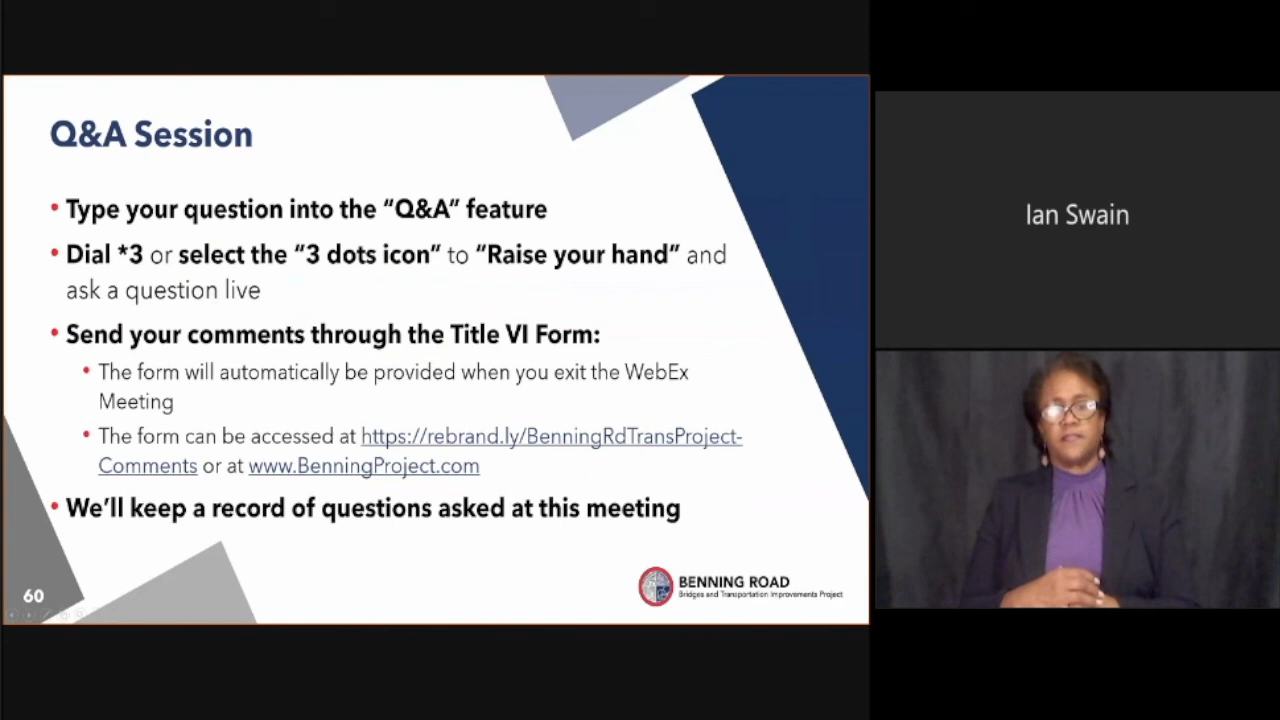 Q&A Session
• Type your question into the “Q&A” feature
• Dial *3 or select the “3 dots icon” to “Raise your hand” and
ask a question live
• Send your comments through the Title VI Form:
• The form will automatically be provided when you exit the WebEx
Meeting
• The form can be accessed at https://rebrand.ly/BenningRdTransProject-
Comments or at www.BenningProject.com
• We’ll keep a record of questions asked at this meeting
60
BENNING ROAD
Bridges and Transportation Improvements Project
Ian Swain